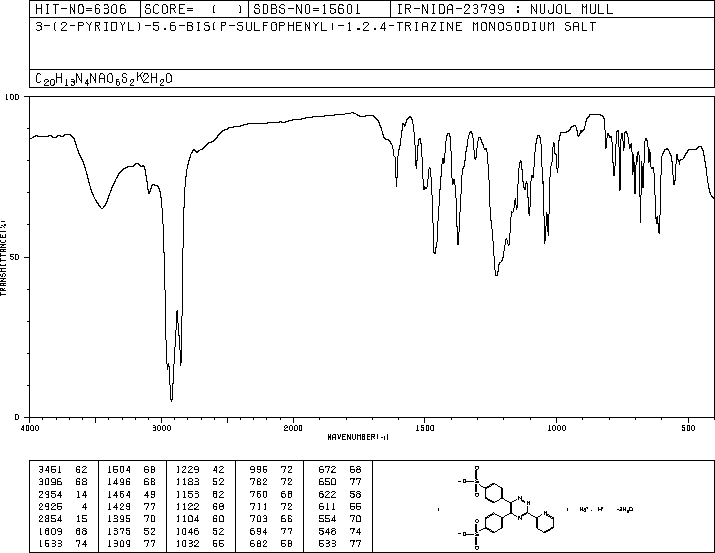 HIT-NO=6306 SCORE= ( ) SDBS-NO=15601 IR-NIDA-23799 : NUJOL MULL
3-(2-PYRIDYL)-5,6-BIS(P-SULFOPHENYL)-1,2,4-TRIAZINE MONOSODIUM SALT
C20H13N4NAO6S2K2H2O
100
50
0
TRANSMITTANCE(%)
4000 3000 2000 1500 1000 500
WAVENUMBER(-1)
3451 62 1504 68 1229 42 996 72 672 68
3096 68 1496 68 1183 52 782 72 650 77
2954 14 1464 49 1153 62 760 68 622 58
2925 4 1429 77 1122 68 711 72 611 55
2854 15 1395 70 1104 60 703 66 554 70
1609 68 1375 52 1046 52 694 77 548 74
1533 74 1309 77 1032 55 682 58 533 77